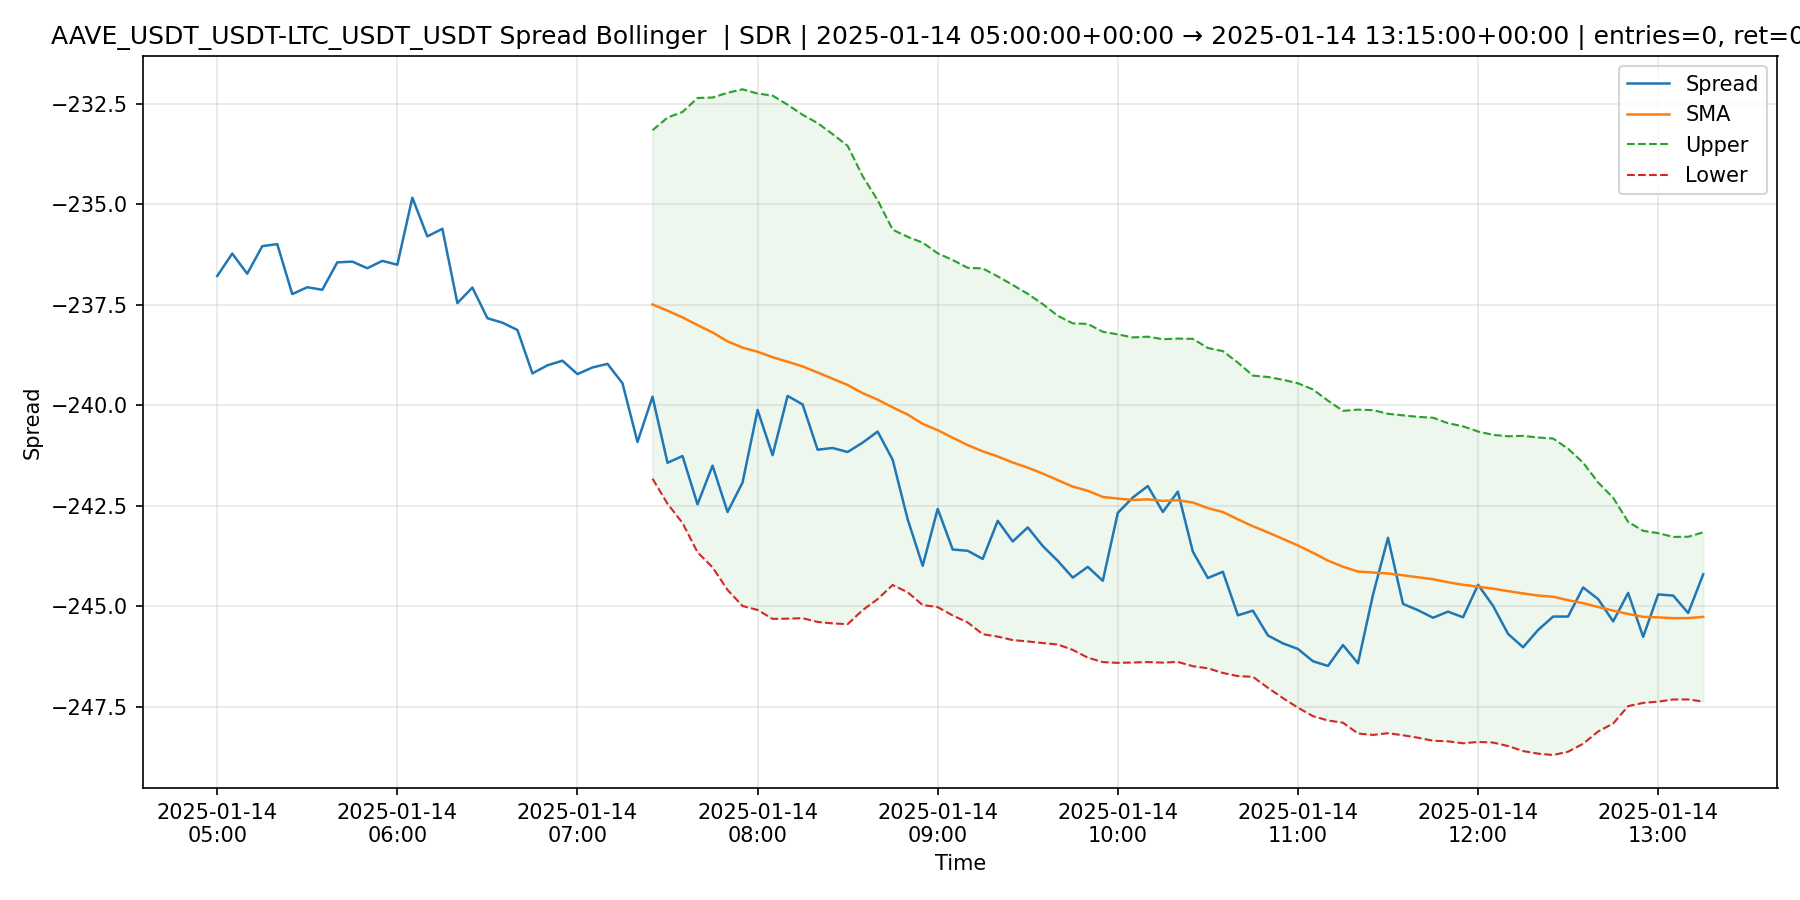 AAVE_USDT_USDT-LTC_USDT_USDT Spread Bollinger | SDR | 2025-01-14 05:00:00+00:00 → 2025-01-14 13:15:00+00:00 | entries=0, ret=0
Spread
SMA
Upper
Lower
−232.5
−235.0
−237.5
−240.0
−242.5
−245.0
−247.5
Spread
2025-01-14 2025-01-14 2025-01-14 2025-01-14 2025-01-14 2025-01-14 2025-01-14 2025-01-14 2025-01-14
05:00 06:00 07:00 08:00 09:00 10:00 11:00 12:00 13:00
Time